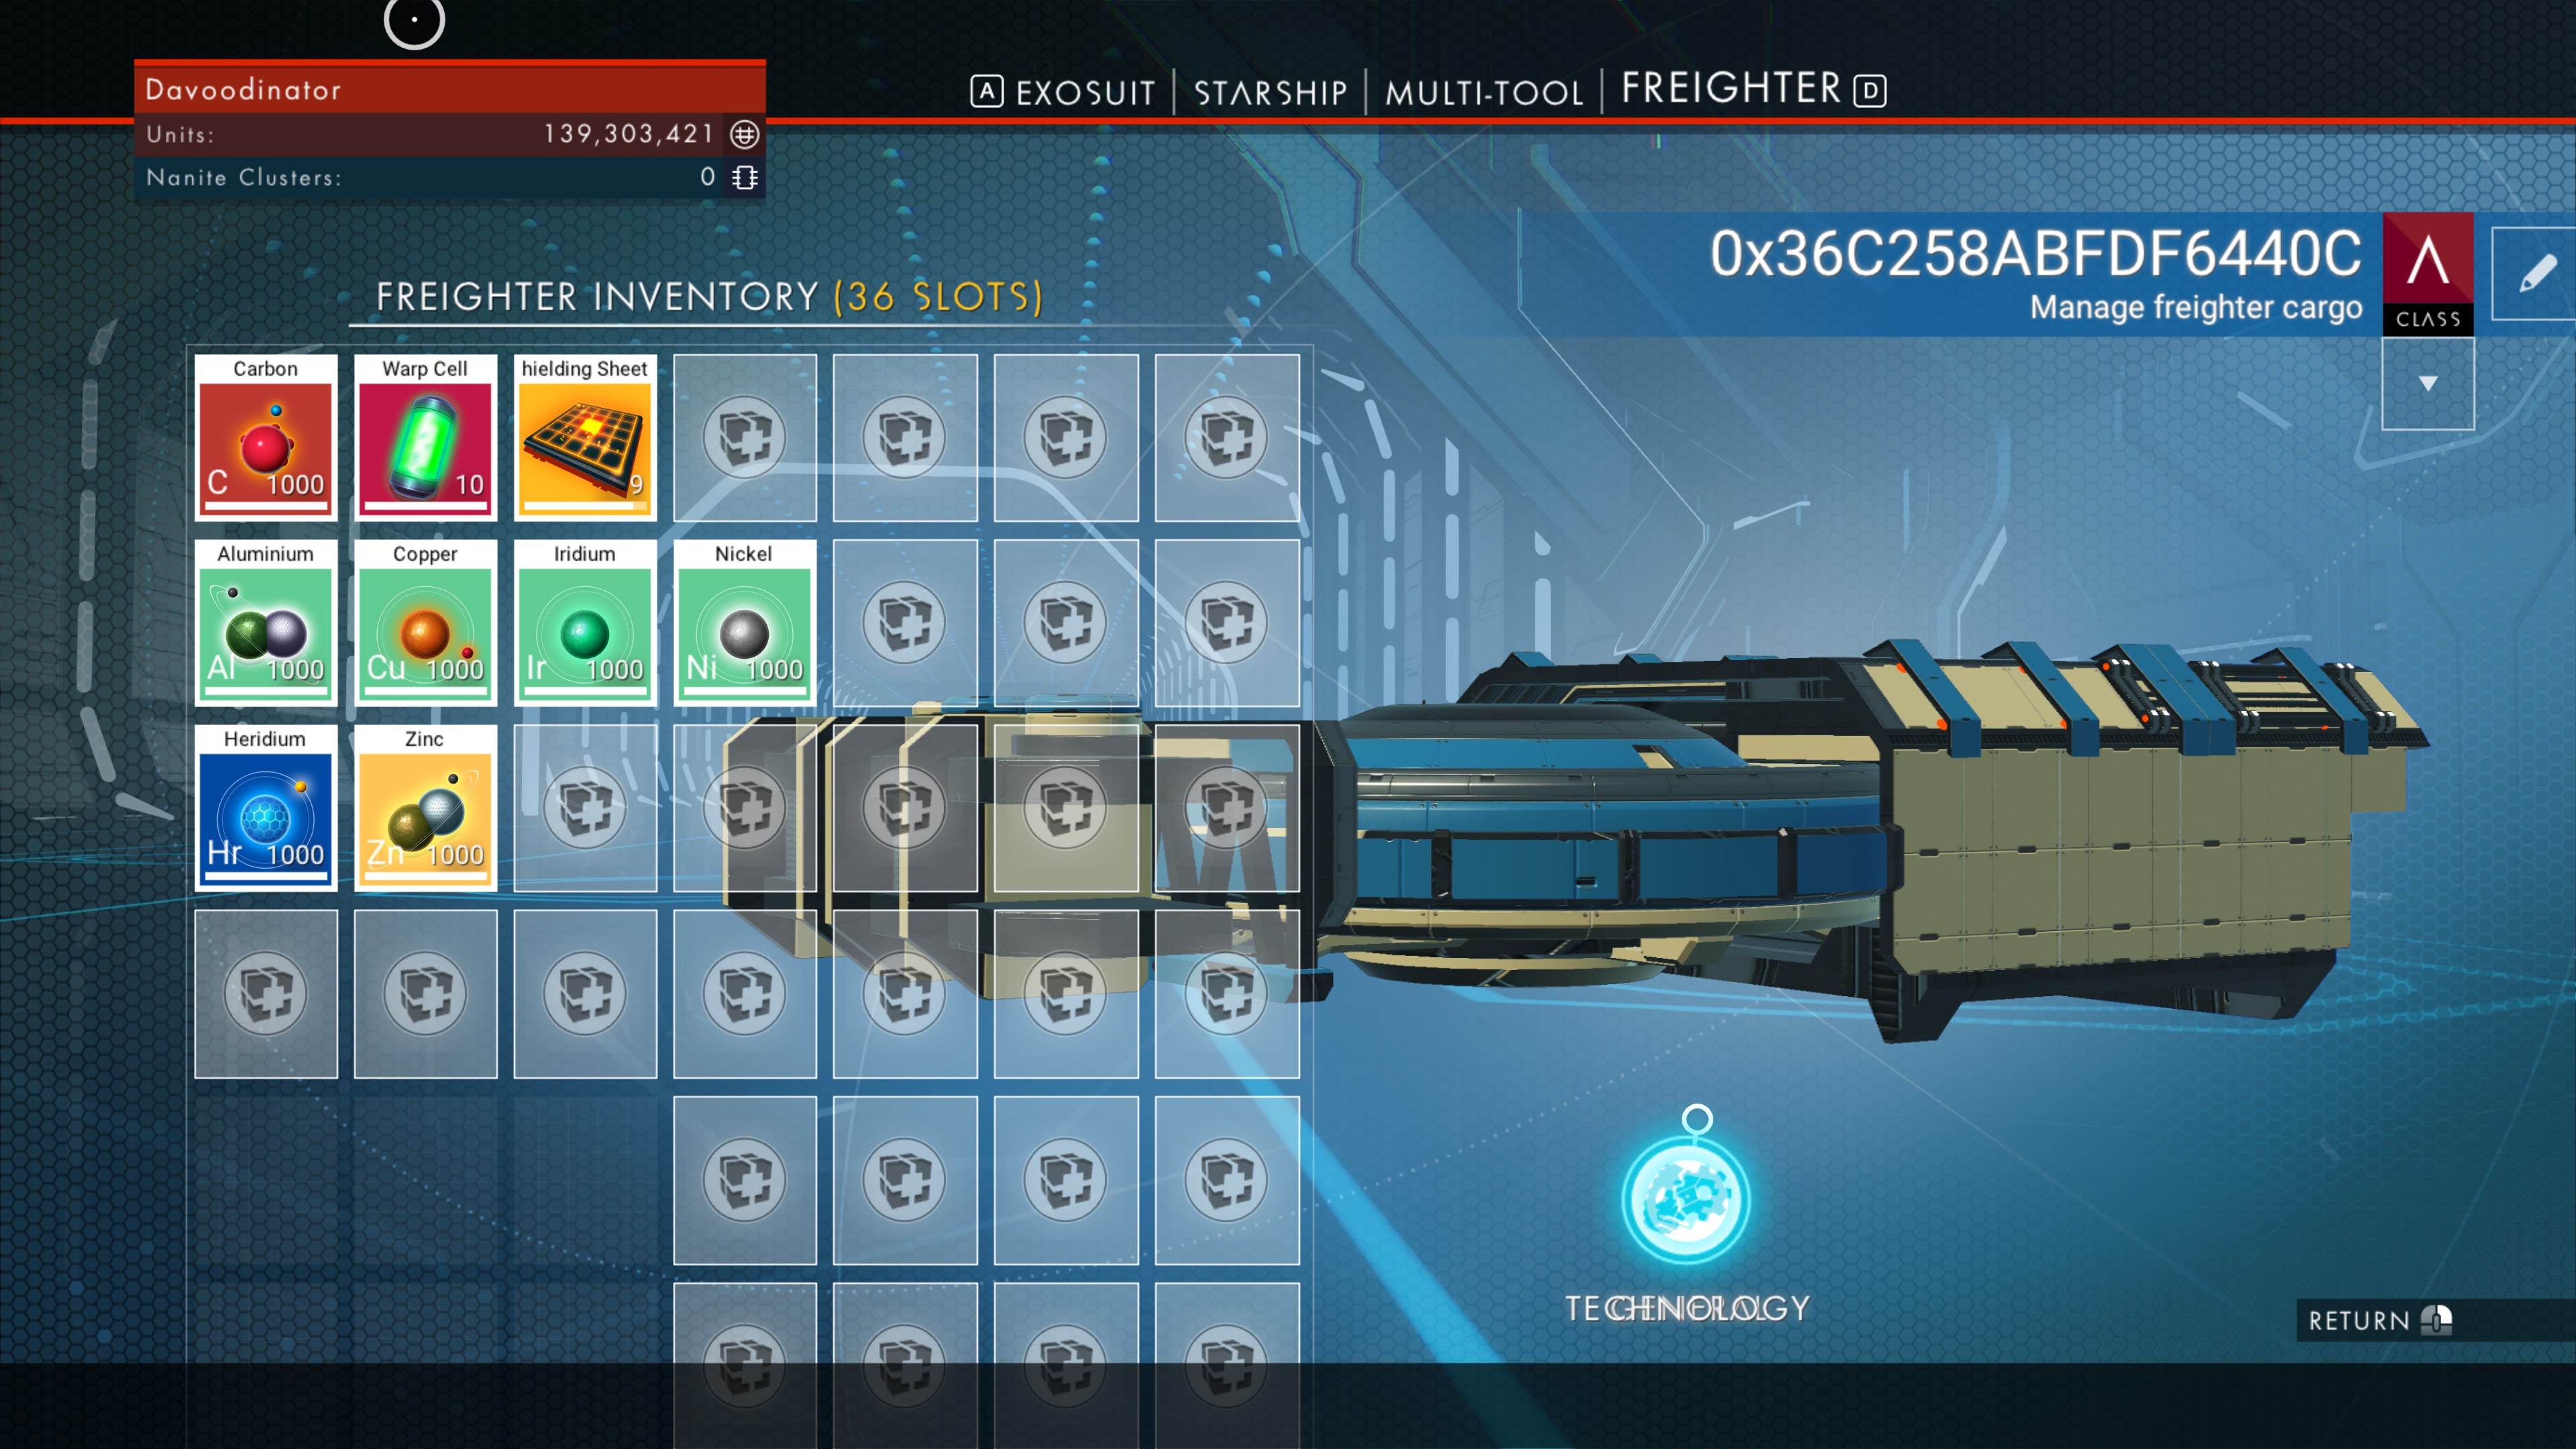 Davoodinator
Units: 139,303,421
Nanite Clusters: 0
A EXOSUIT STARSHIP MULTI-TOOL FREIGHTER D
0x36C258ABFDF6440C
Manage freighter cargo
A
CLASS
FREIGHTER INVENTORY (36 SLOTS)
Carbon Warp Cell hielding Sheet
C 1000 10 9
Aluminium Copper Iridium Nickel
Al 1000 Cu 1000 Ir 1000 Ni 1000
Heridium Zinc
Hr 1000 Zn 1000
RETURN